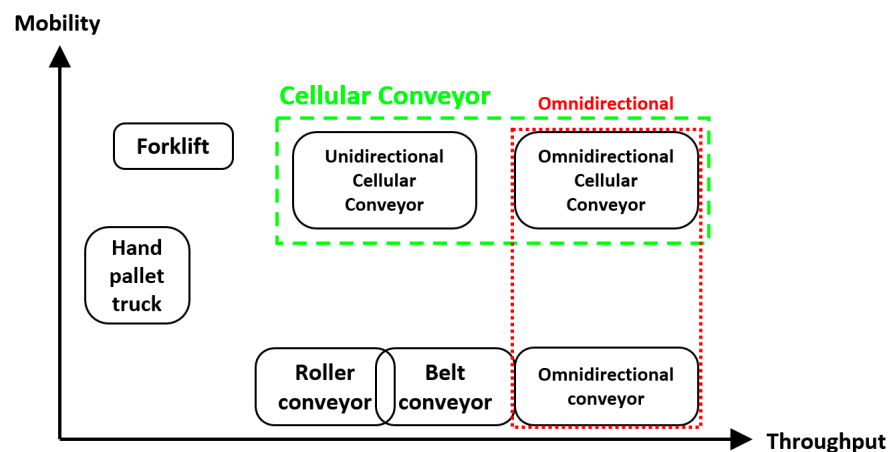 Mobility
Cellular Conveyor
Omnidirectional
Forklift
Unidirectional
Cellular
Conveyor
Omnidirectional
Cellular
Conveyor
Hand
pallet
truck
Roller
conveyor
Belt
conveyor
Omnidirectional
conveyor
Throughput